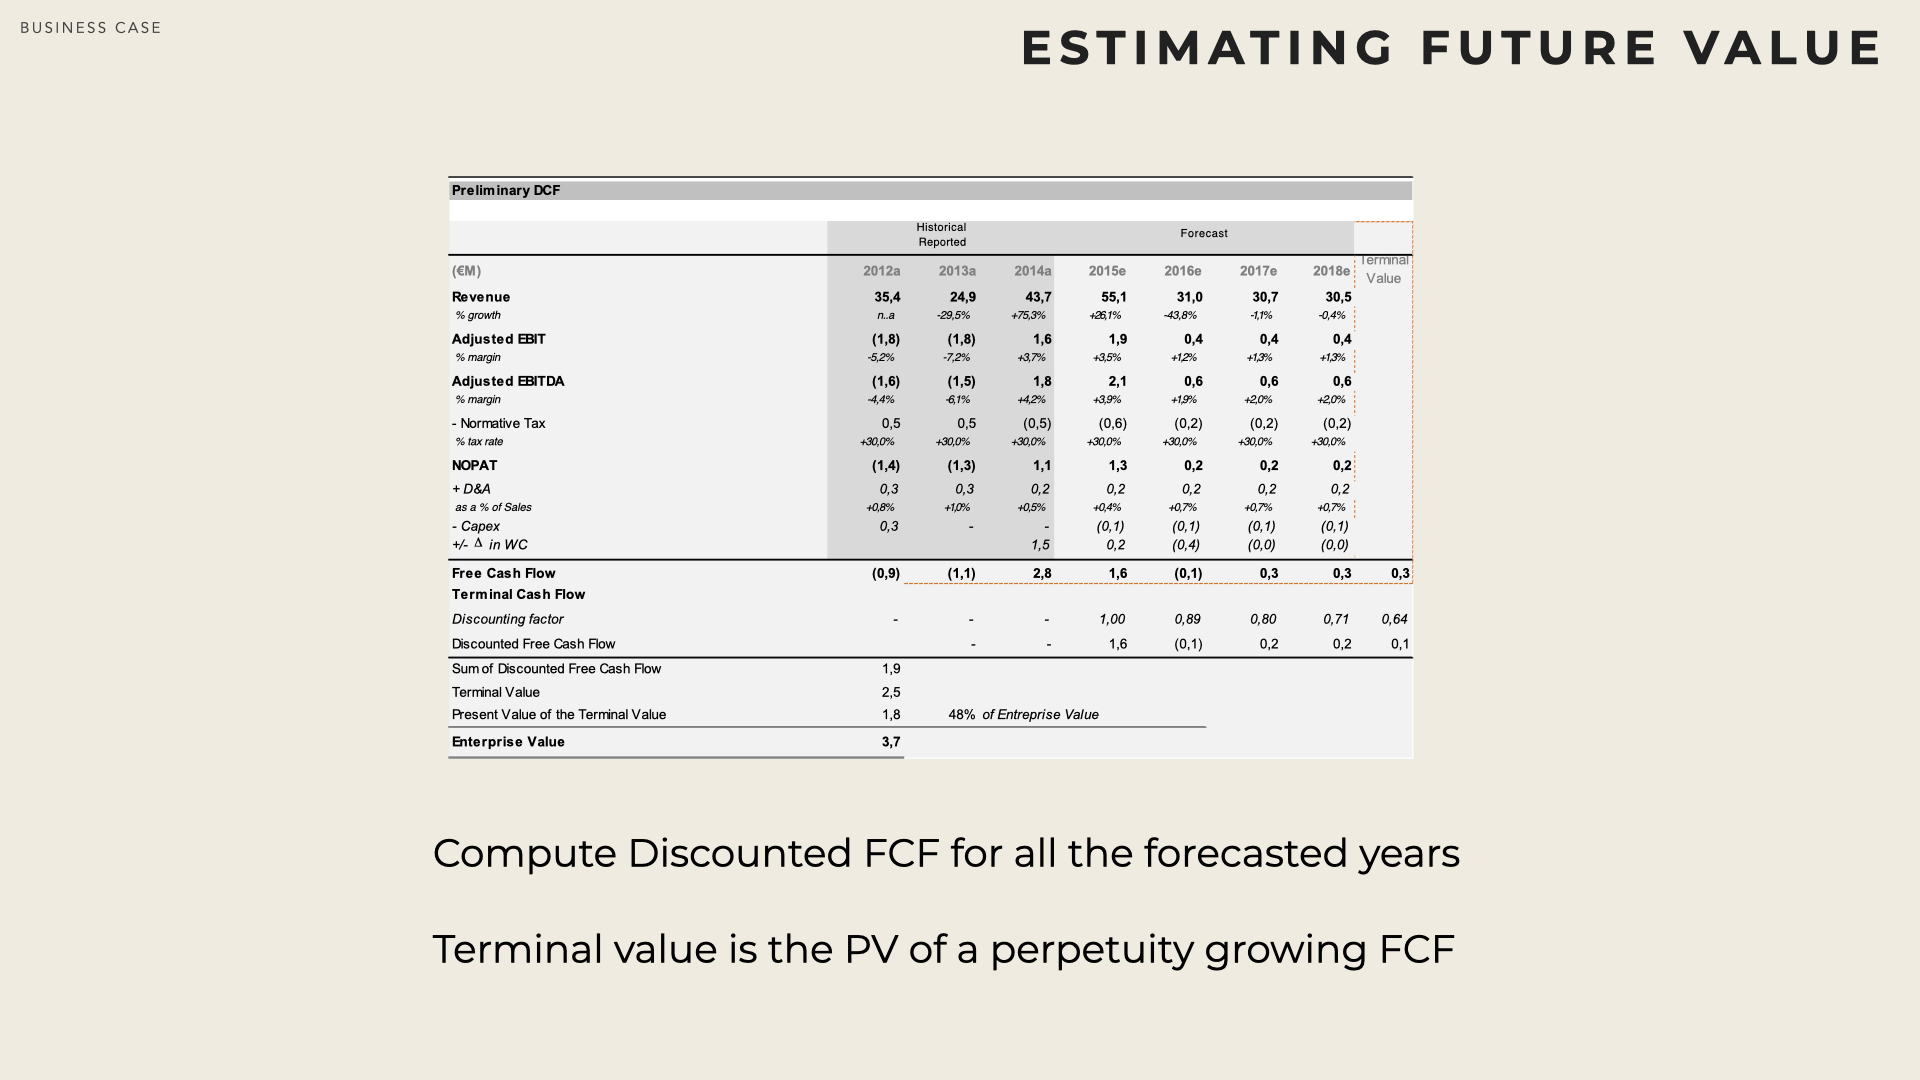 BUSINESS CASE
ESTIMATING FUTURE VALUE
Preliminary DCF
Historical Reported Forecast
(€M) 2012a 2013a 2014a 2015e 2016e 2017e 2018e Terminal Value
Revenue 35,4 24,9 43,7 55,1 31,0 30,7 30,5
% growth n..a -29,5% +75,3% +26,1% -43,8% -1,1% -0,4%
Adjusted EBIT (1,8) (1,8) 1,6 1,9 0,4 0,4 0,4
% margin -5,2% -7,2% +3,7% +3,5% +1,2% +1,3% +1,3%
Adjusted EBITDA (1,6) (1,5) 1,8 2,1 0,6 0,6 0,6
% margin -4,4% -6,1% +4,2% +3,9% +1,9% +2,0% +2,0%
- Normative Tax 0,5 0,5 (0,5) (0,6) (0,2) (0,2) (0,2)
% tax rate +30,0% +30,0% +30,0% +30,0% +30,0% +30,0% +30,0%
NOPAT (1,4) (1,3) 1,1 1,3 0,2 0,2 0,2
+ D&A 0,3 0,3 0,2 0,2 0,2 0,2 0,2
as a % of Sales +0,8% +1,0% +0,5% +0,4% +0,7% +0,7% +0,7%
- Capex 0,3 - - (0,1) (0,1) (0,1) (0,1)
+/- Δ in WC 1,5 0,2 (0,4) (0,0) (0,0)
Free Cash Flow (0,9) (1,1) 2,8 1,6 (0,1) 0,3 0,3 0,3
Terminal Cash Flow
Discounting factor - - - 1,00 0,89 0,80 0,71 0,64
Discounted Free Cash Flow - - 1,6 (0,1) 0,2 0,2 0,1
Sum of Discounted Free Cash Flow 1,9
Terminal Value 2,5
Present Value of the Terminal Value 1,8 48% of Entreprise Value
Enterprise Value 3,7
Compute Discounted FCF for all the forecasted years
Terminal value is the PV of a perpetuity growing FCF